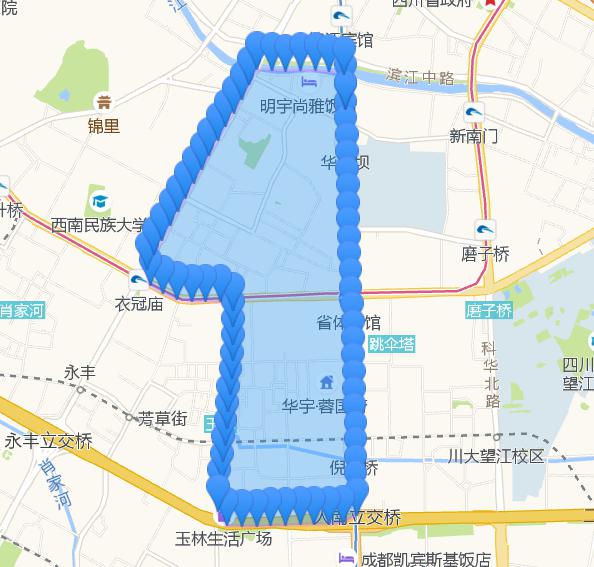 院
江
四川省政府
宾馆
滨江中路
锦里
明宇尚雅饭
新南门
华
坝
西南民族大学
升桥
磨子桥
衣冠庙
肖家河
省体
馆
磨子桥
跳伞塔
科华北路
四川
望江
永丰
华宇·蓉国府
芳草街
永丰立交桥
王
倪
桥
川大望江校区
肖家河
人南立交桥
玉林生活广场
成都凯宾斯基饭店